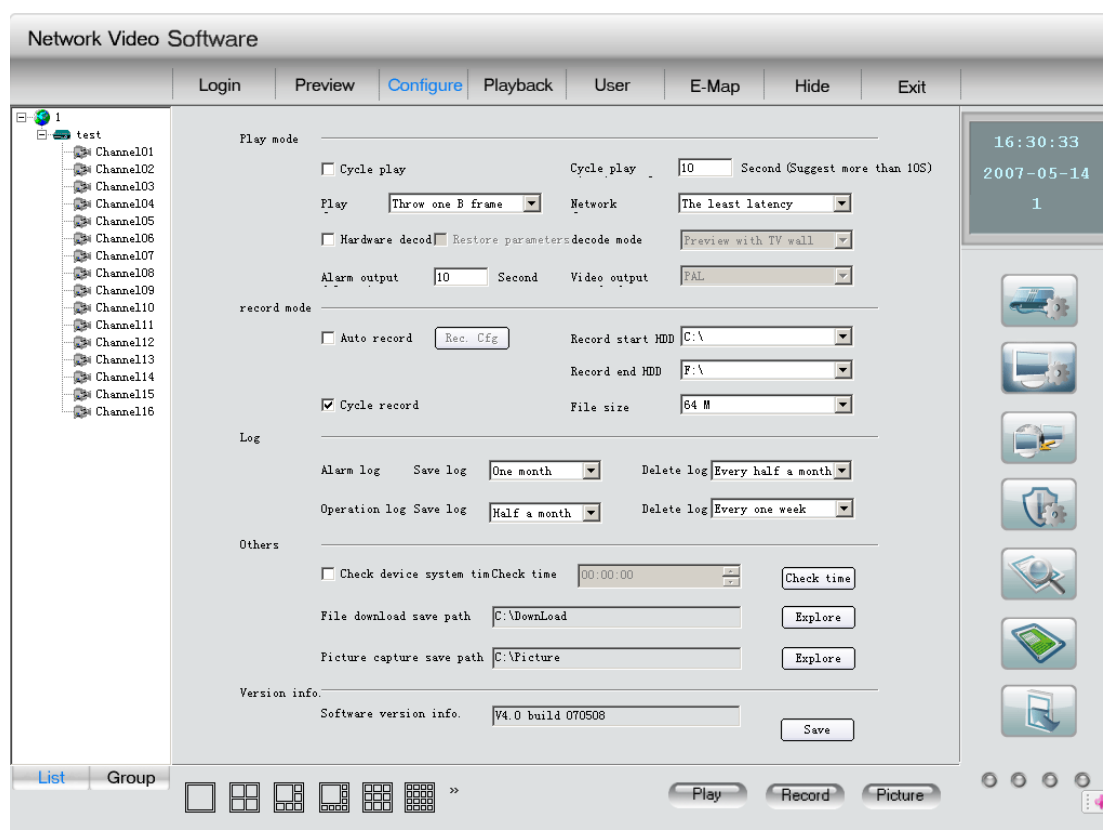 Network Video Software
Login Preview Configure Playback User E-Map Hide Exit
1
test
Channel01
Channel02
Channel03
Channel04
Channel05
Channel06
Channel07
Channel08
Channel09
Channel10
Channel11
Channel12
Channel13
Channel14
Channel15
Channel16
List Group
Play mode
Cycle play Cycle play 10 Second (Suggest more than 10S)
Play Throw one B frame Network The least latency
Hardware decod Restore parameters decode mode Preview with TV wall
Alarm output 10 Second Video output PAL
record mode
Auto record Rec. Cfg Record start HDD C:\
Record end HDD F:\
Cycle record File size 64 M
Log
Alarm log Save log One month Delete log Every half a month
Operation log Save log Half a month Delete log Every one week
Others
Check device system tim Check time 00:00:00 Check time
File download save path C:\DownLoad Explore
Picture capture save path C:\Picture Explore
Version info.
Software version info. V4.0 build 070508
Save
16:30:33
2007-05-14
1
»
Play Record Picture